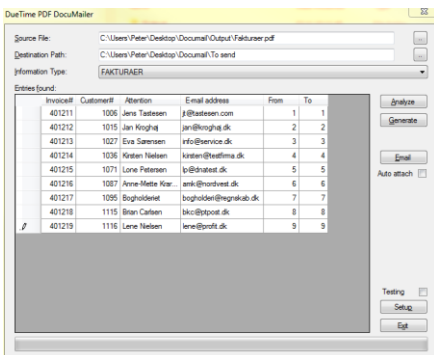 DueTime PDF DocuMailer
Source File: C:\Users\Peter\Desktop\Documail\Output\Fakturaer.pdf ...
Destination Path: C:\Users\Peter\Desktop\Documail\To send ...
Information Type: FAKTURAER
Entries found:
Invoice# Customer# Attention E-mail address From To
401211 1006 Jens Tastesen jt@tastesen.com 1 1
401212 1015 Jan Kroghøj jan@kroghøj.dk 2 2
401213 1027 Eva Sørensen info@service.dk 3 3
401214 1036 Kirsten Nielsen kirsten@testfirma.dk 4 4
401215 1071 Lone Petersen lp@dnatest.dk 5 5
401216 1087 Anne-Mette Krar... amk@nordvest.dk 6 6
401217 1095 Bogholderiet bogholderi@regnskab.dk 7 7
401218 1115 Brian Carlsen bkc@ptpost.dk 8 8
401219 1116 Lene Nielsen lene@profit.dk 9 9
Analyze
Generate
Email
Auto attach
Testing
Setup
Exit